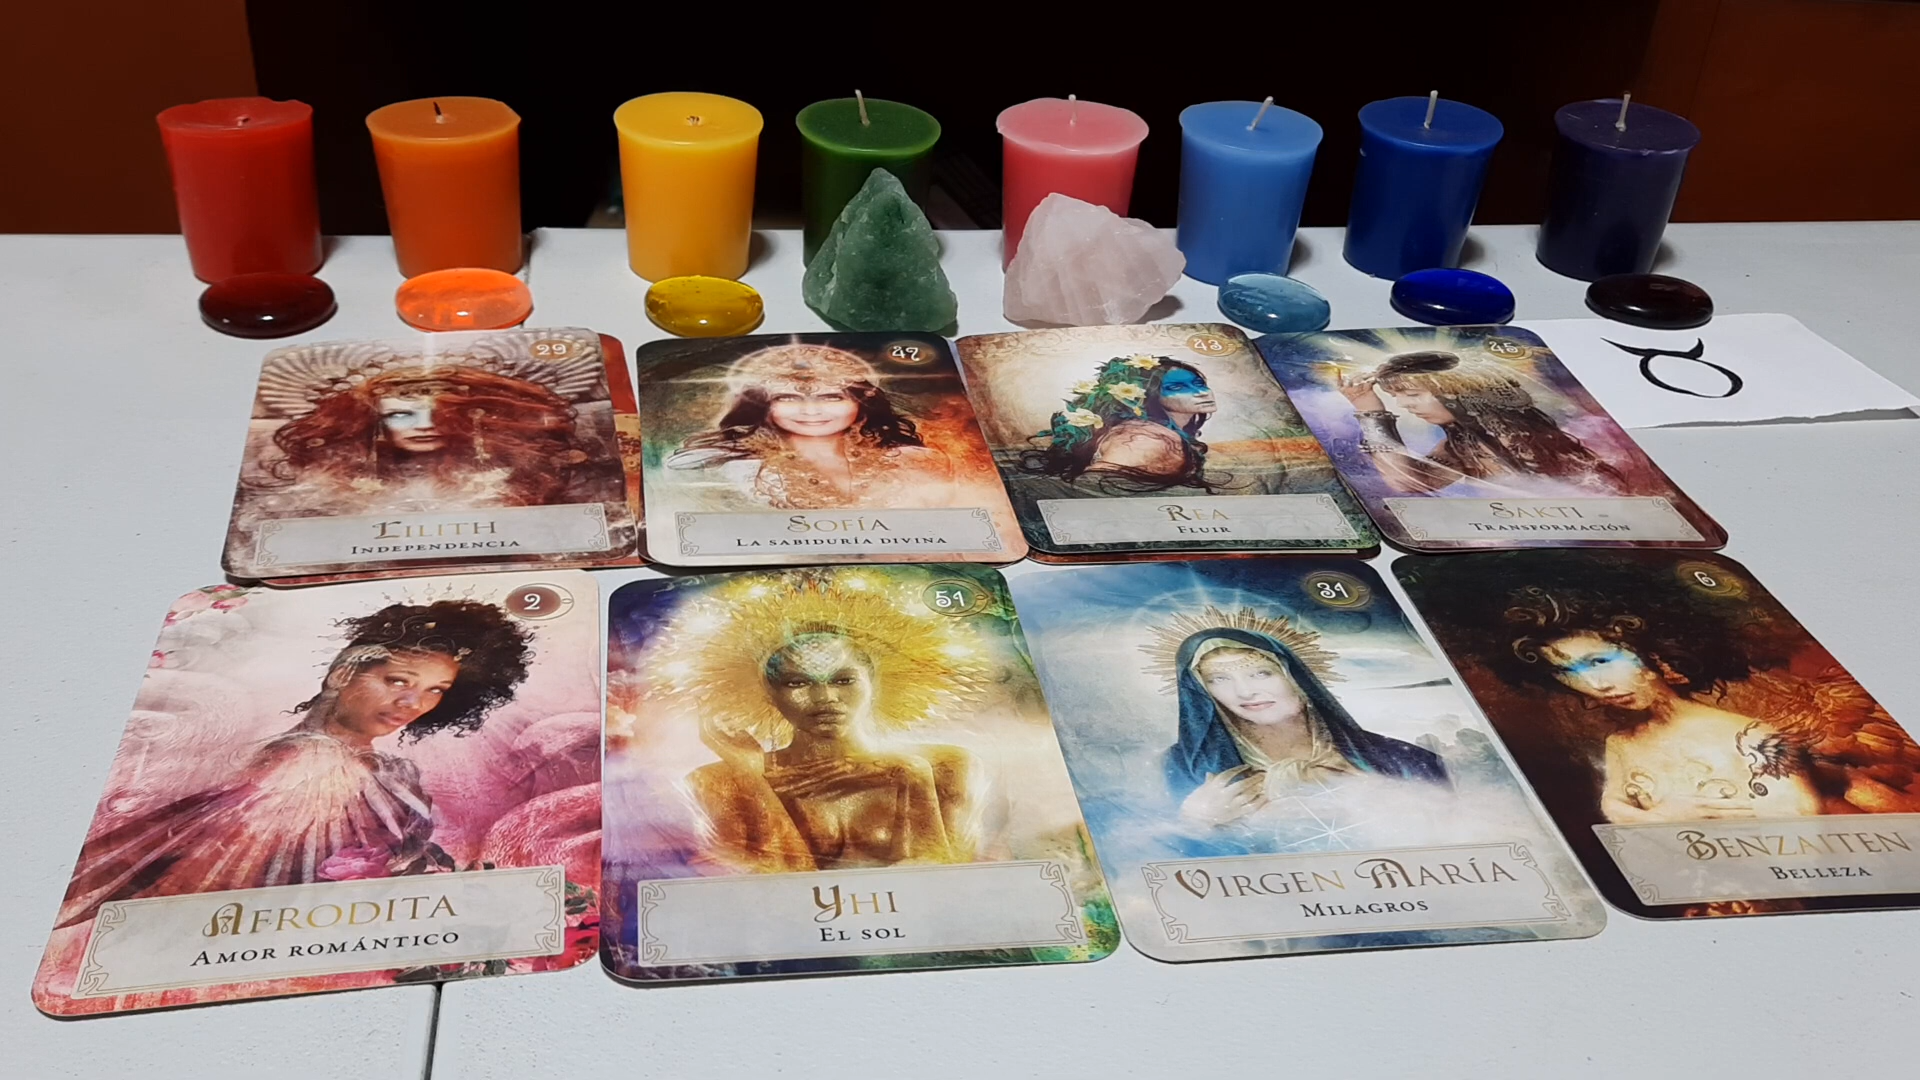 29
LILITH
INDEPENDENCIA
47
SOFÍA
LA SABIDURÍA DIVINA
43
REA
FLUIR
45
SAKTI
TRANSFORMACIÓN
♉
2
AFRODITA
AMOR ROMÁNTICO
51
YHI
EL SOL
31
VIRGEN MARÍA
MILAGROS
6
BENZAITEN
BELLEZA